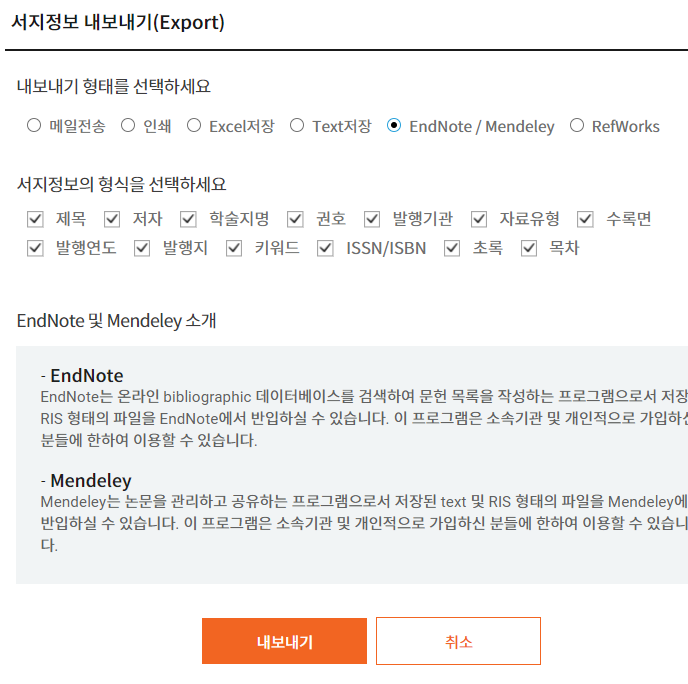 서지정보 내보내기(Export)
내보내기 형태를 선택하세요
메일전송 인쇄 Excel저장 Text저장 EndNote / Mendeley RefWorks
서지정보의 형식을 선택하세요
제목 저자 학술지명 권호 발행기관 자료유형 수록면
발행연도 발행지 키워드 ISSN/ISBN 초록 목차
EndNote 및 Mendeley 소개
- EndNote
EndNote는 온라인 bibliographic 데이터베이스를 검색하여 문헌 목록을 작성하는 프로그램으로서 저장
RIS 형태의 파일을 EndNote에서 반입하실 수 있습니다. 이 프로그램은 소속기관 및 개인적으로 가입하신
분들에 한하여 이용할 수 있습니다.
- Mendeley
Mendeley는 논문을 관리하고 공유하는 프로그램으로서 저장된 text 및 RIS 형태의 파일을 Mendeley에
반입하실 수 있습니다. 이 프로그램은 소속기관 및 개인적으로 가입하신 분들에 한하여 이용할 수 있습니
다.
내보내기 취소